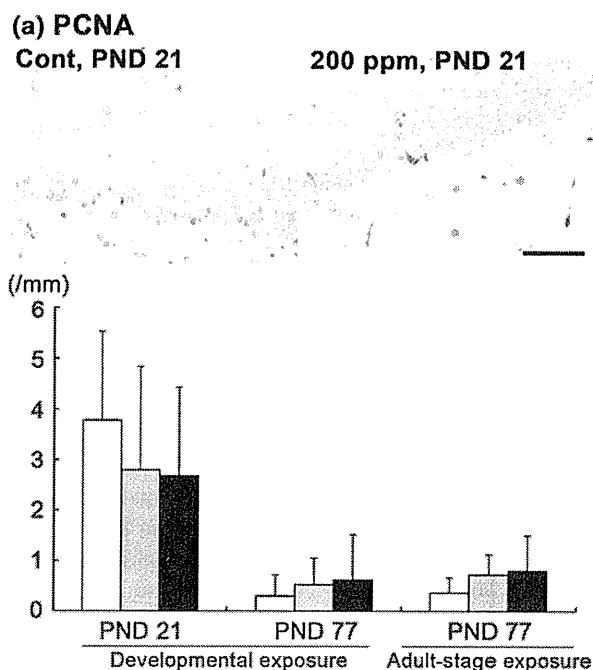 (a) PCNA
Cont, PND 21 200 ppm, PND 21
(/mm)
6
5
4
3
2
1
0
PND 21 PND 77 PND 77
Developmental exposure Adult-stage exposure